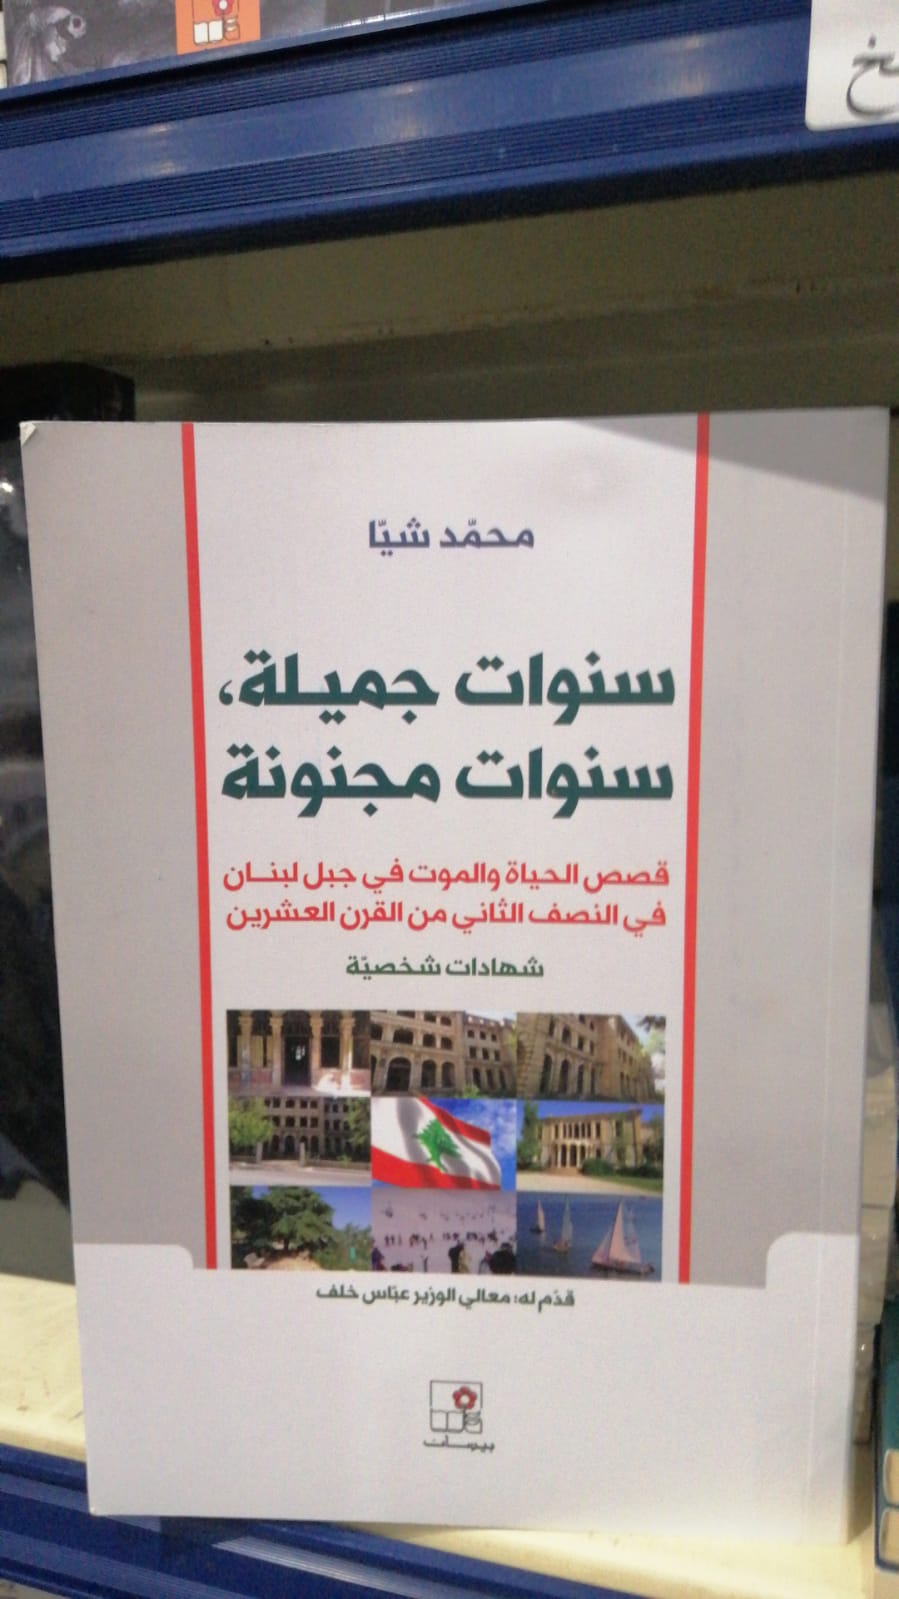 محمّد شيّا
سنوات جميلة،
سنوات مجنونة
قصص الحياة والموت في جبل لبنان
في النصف الثاني من القرن العشرين
شهادات شخصيّة
قدّم له: معالي الوزير عبّاس خلف
بيسان